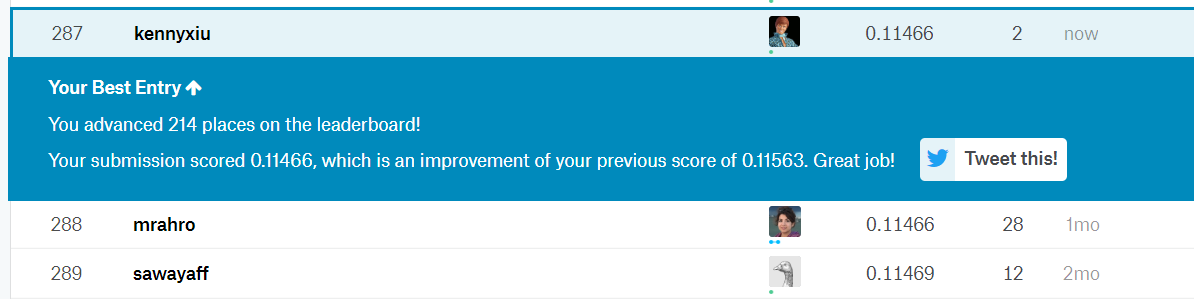 287 kennyxiu 0.11466 2 now
Your Best Entry
You advanced 214 places on the leaderboard!
Your submission scored 0.11466, which is an improvement of your previous score of 0.11563. Great job! Tweet this!
288 mrahro 0.11466 28 1mo
289 sawayaff 0.11469 12 2mo